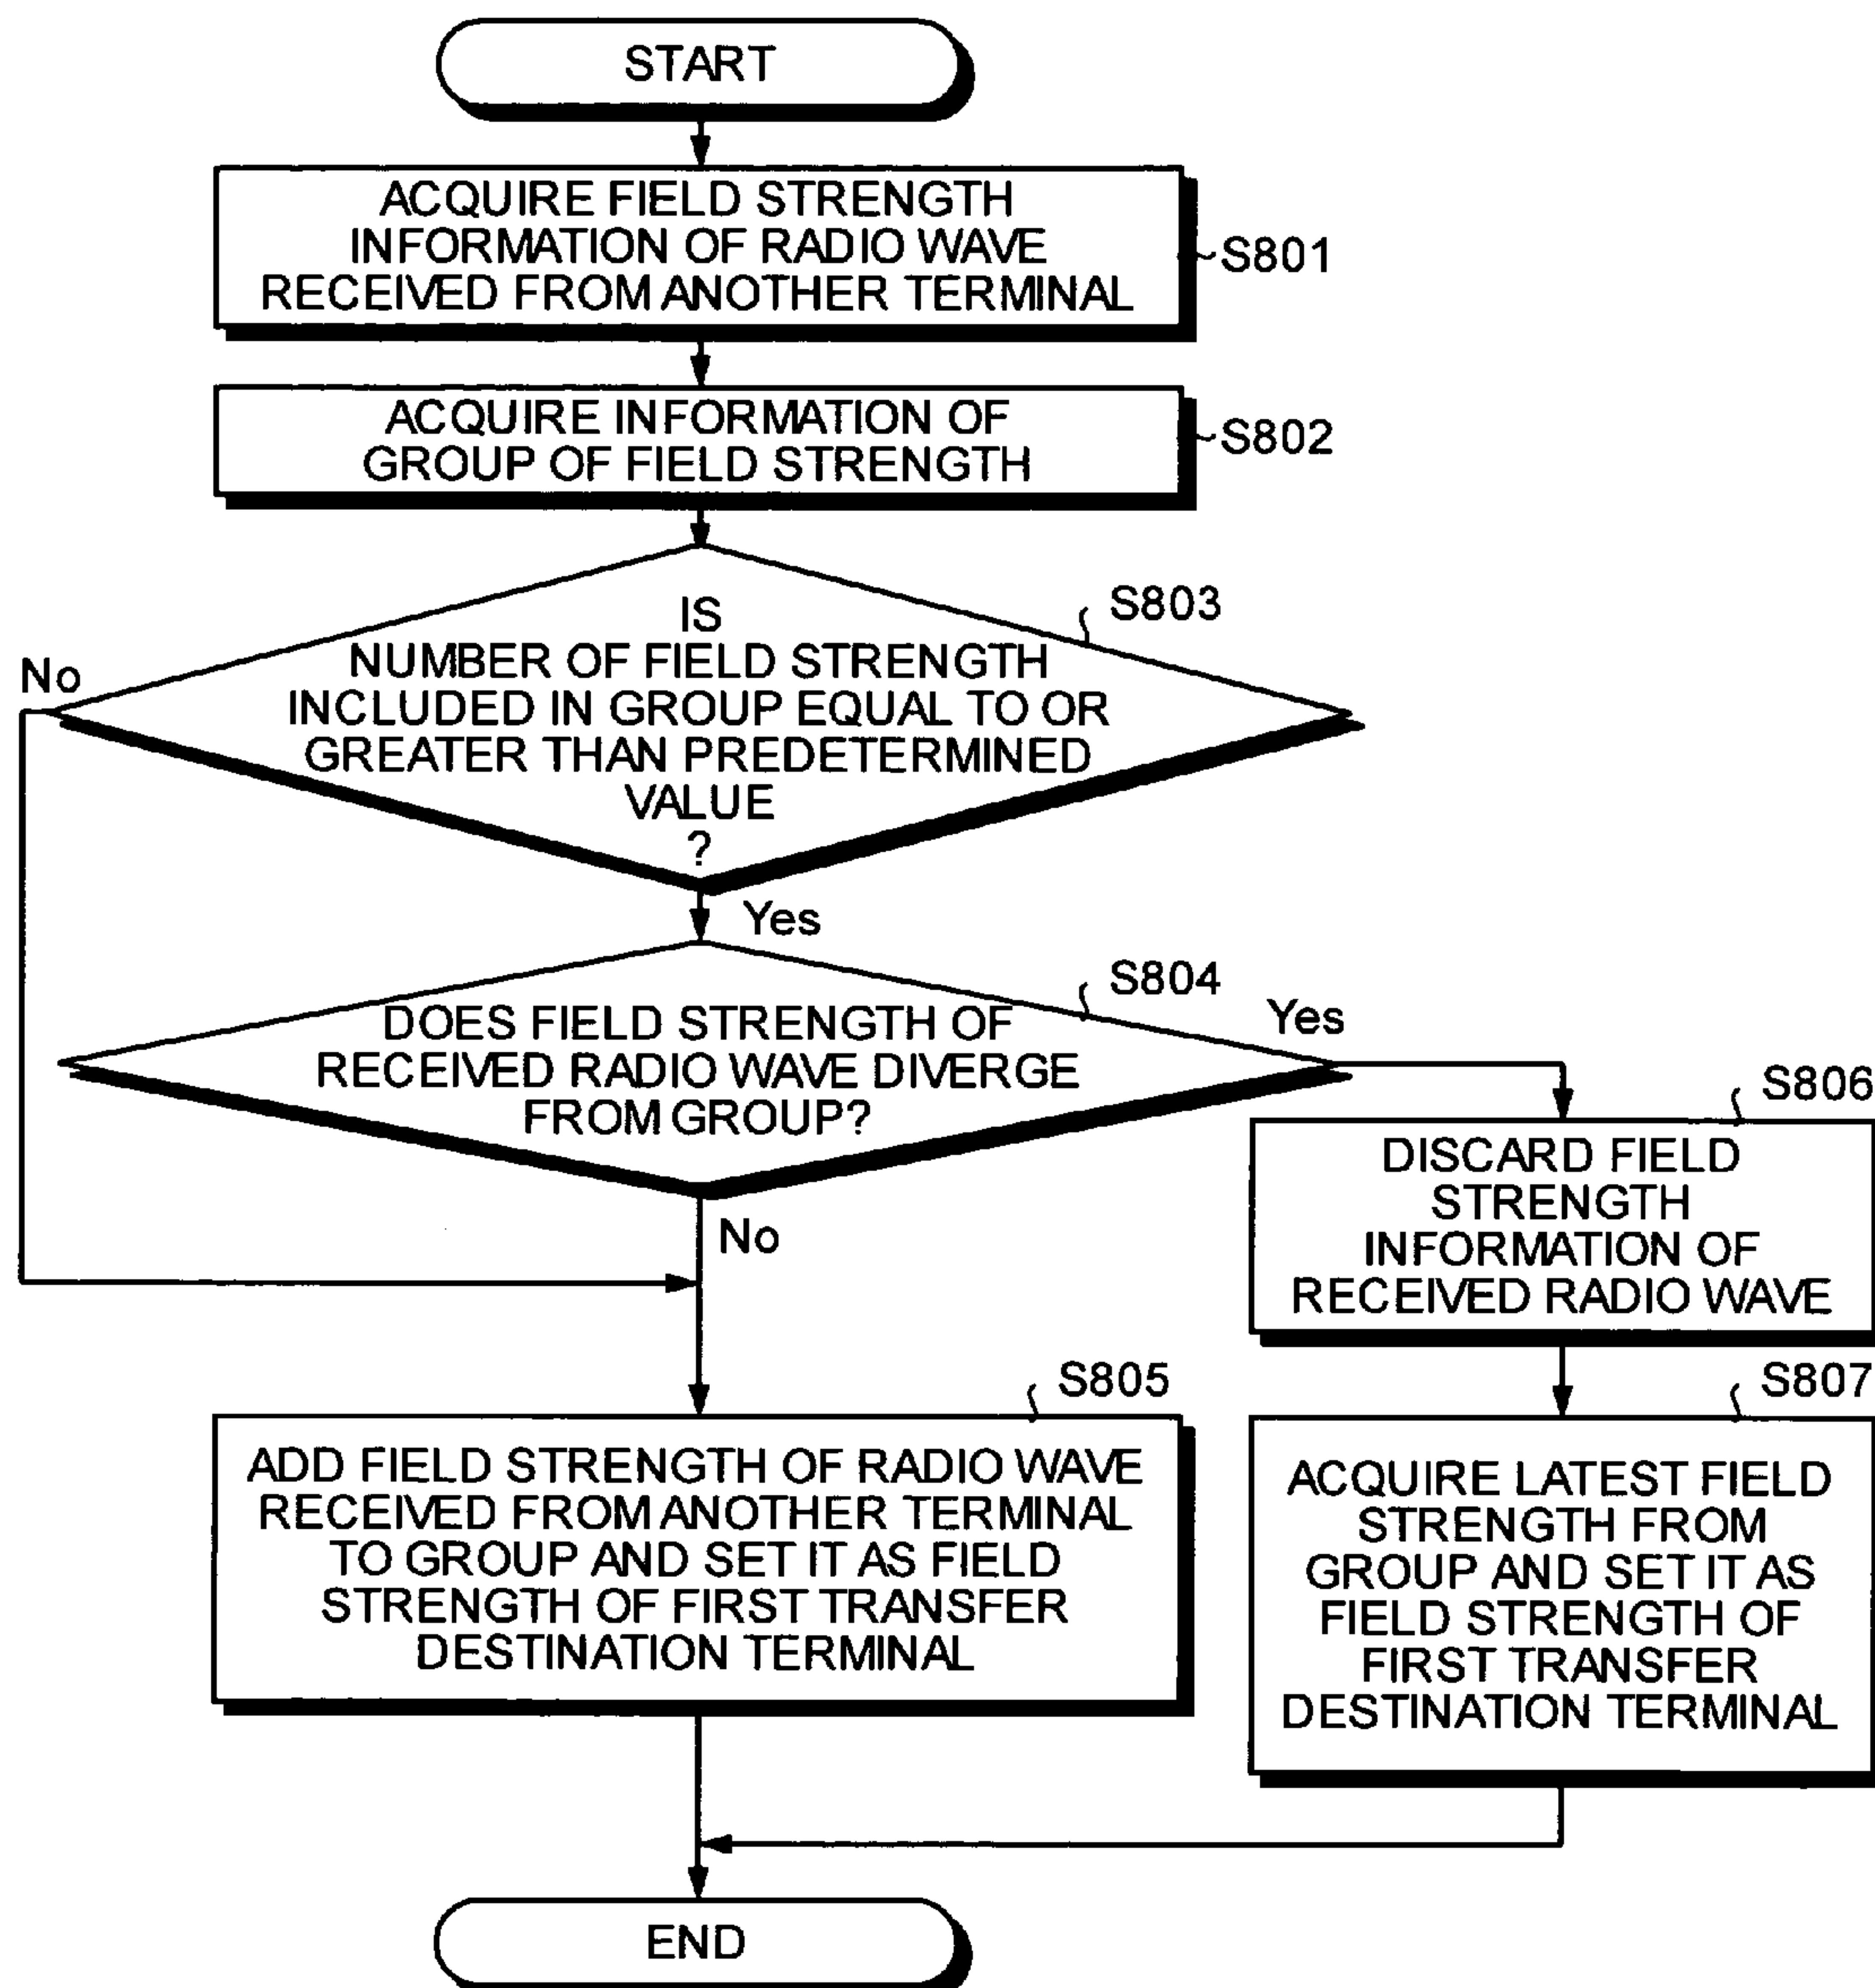 START
ACQUIRE FIELD STRENGTH
INFORMATION OF RADIO WAVE
RECEIVED FROM ANOTHER TERMINAL
S801
ACQUIRE INFORMATION OF
GROUP OF FIELD STRENGTH
S802
S803
IS
NUMBER OF FIELD STRENGTH
INCLUDED IN GROUP EQUAL TO OR
GREATER THAN PREDETERMINED
VALUE
?
No
Yes
S804
DOES FIELD STRENGTH OF
RECEIVED RADIO WAVE DIVERGE
FROM GROUP?
Yes
No
S806
DISCARD FIELD
STRENGTH
INFORMATION OF
RECEIVED RADIO WAVE
S805
ADD FIELD STRENGTH OF RADIO WAVE
RECEIVED FROM ANOTHER TERMINAL
TO GROUP AND SET IT AS FIELD
STRENGTH OF FIRST TRANSFER
DESTINATION TERMINAL
S807
ACQUIRE LATEST FIELD
STRENGTH FROM
GROUP AND SET IT AS
FIELD STRENGTH OF
FIRST TRANSFER
DESTINATION TERMINAL
END